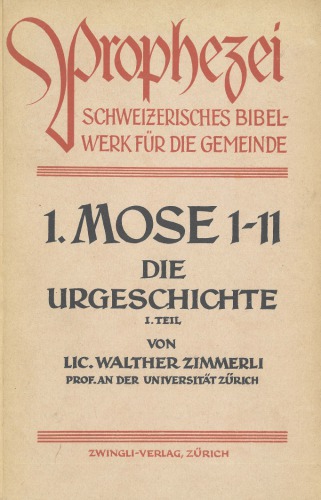 Prophezei
SCHWEIZERISCHES BIBEL-
WERK FÜR DIE GEMEINDE
1. MOSE 1-11
DIE
URGESCHICHTE
I. TEIL
VON
LIC. WALTHER ZIMMERLI
PROF. AN DER UNIVERSITÄT ZÜRICH
ZWINGLI-VERLAG, ZÜRICH